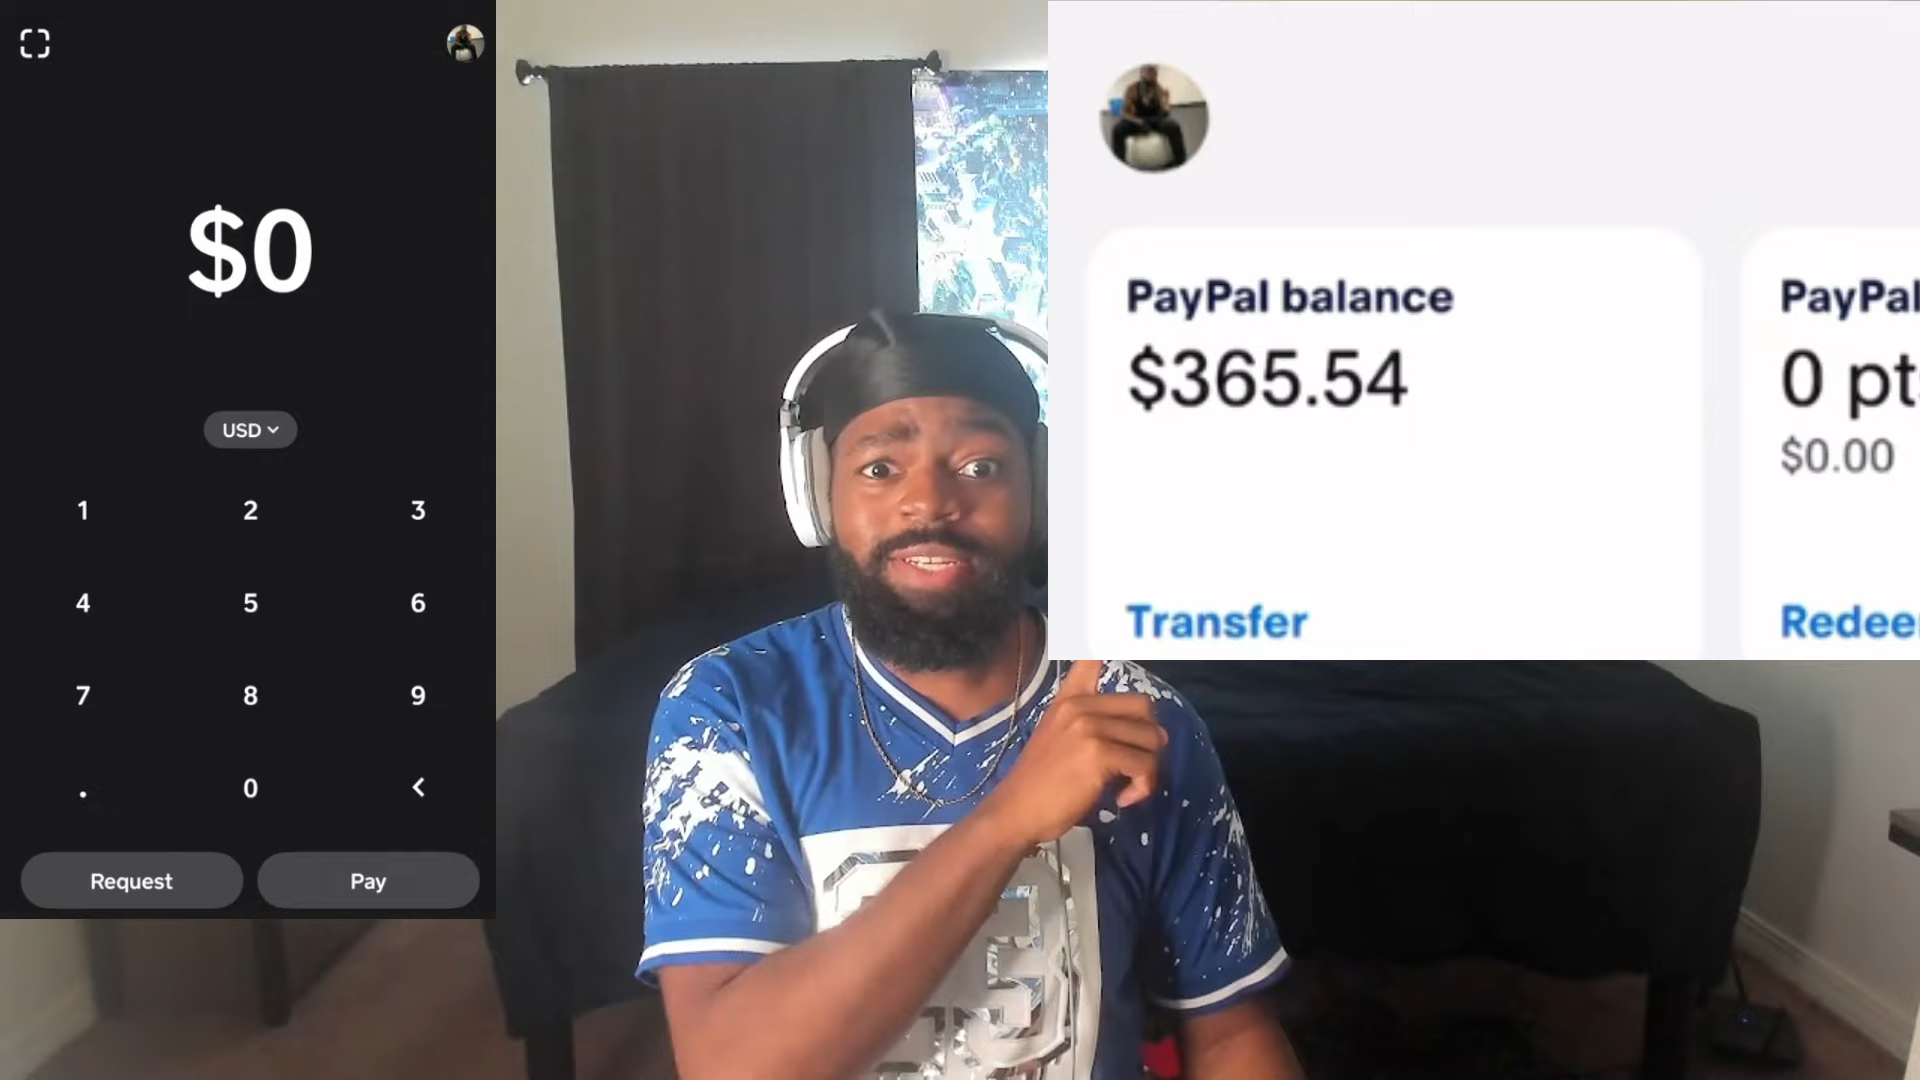 $0
USD
1 2 3
4 5 6
7 8 9
. 0 <
Request Pay
PayPal balance
$365.54
Transfer
PayPal
0 pt
$0.00
Redee